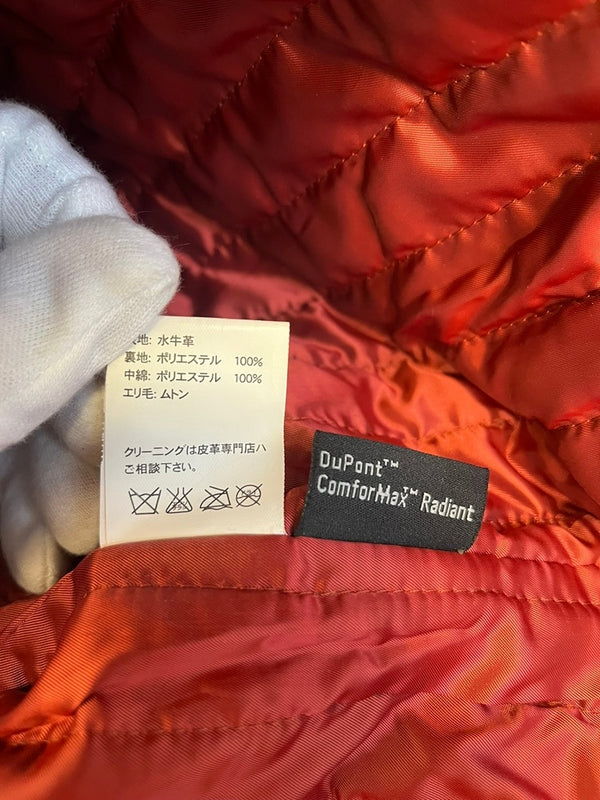 表地: 水牛革
裏地: ポリエステル 100%
中綿: ポリエステル 100%
エリ毛: ムトン
クリーニングは皮革専門店ハ
ご相談下さい。
DuPont™
ComforMax™ Radiant